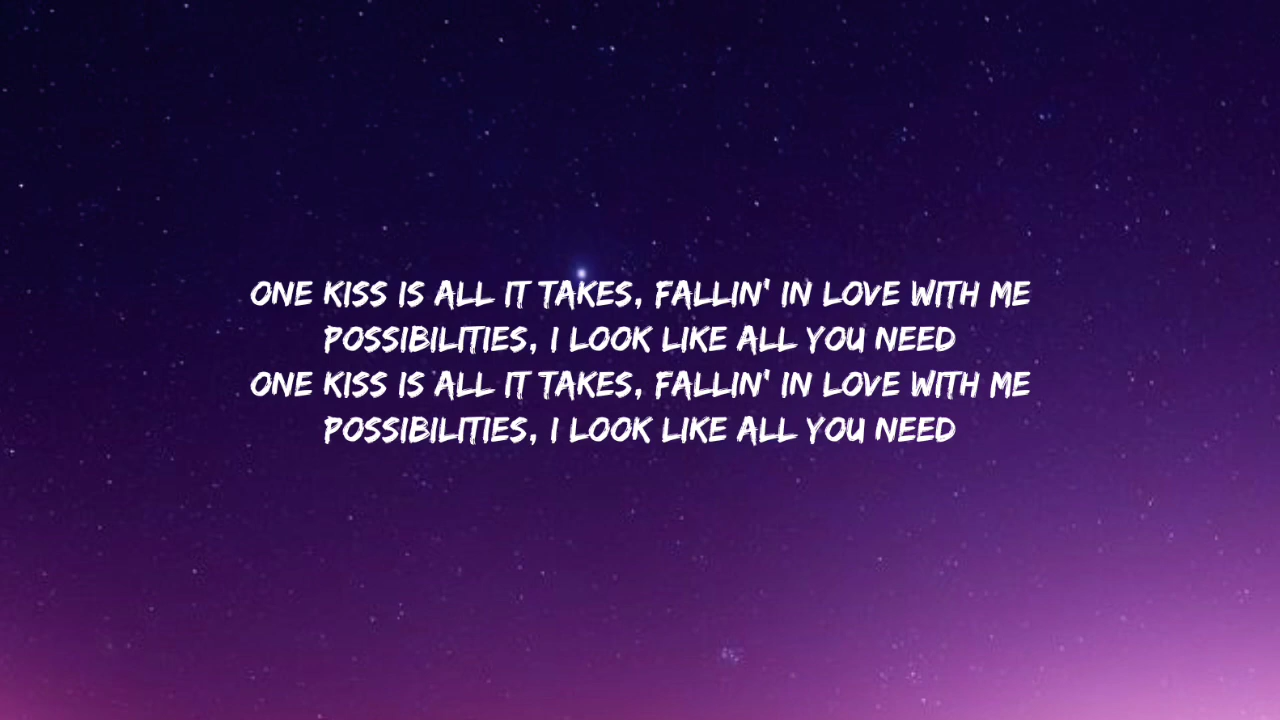 ONE KISS IS ALL IT TAKES, FALLIN' IN LOVE WITH ME
POSSIBILITIES, I LOOK LIKE ALL YOU NEED
ONE KISS IS ALL IT TAKES, FALLIN' IN LOVE WITH ME
POSSIBILITIES, I LOOK LIKE ALL YOU NEED